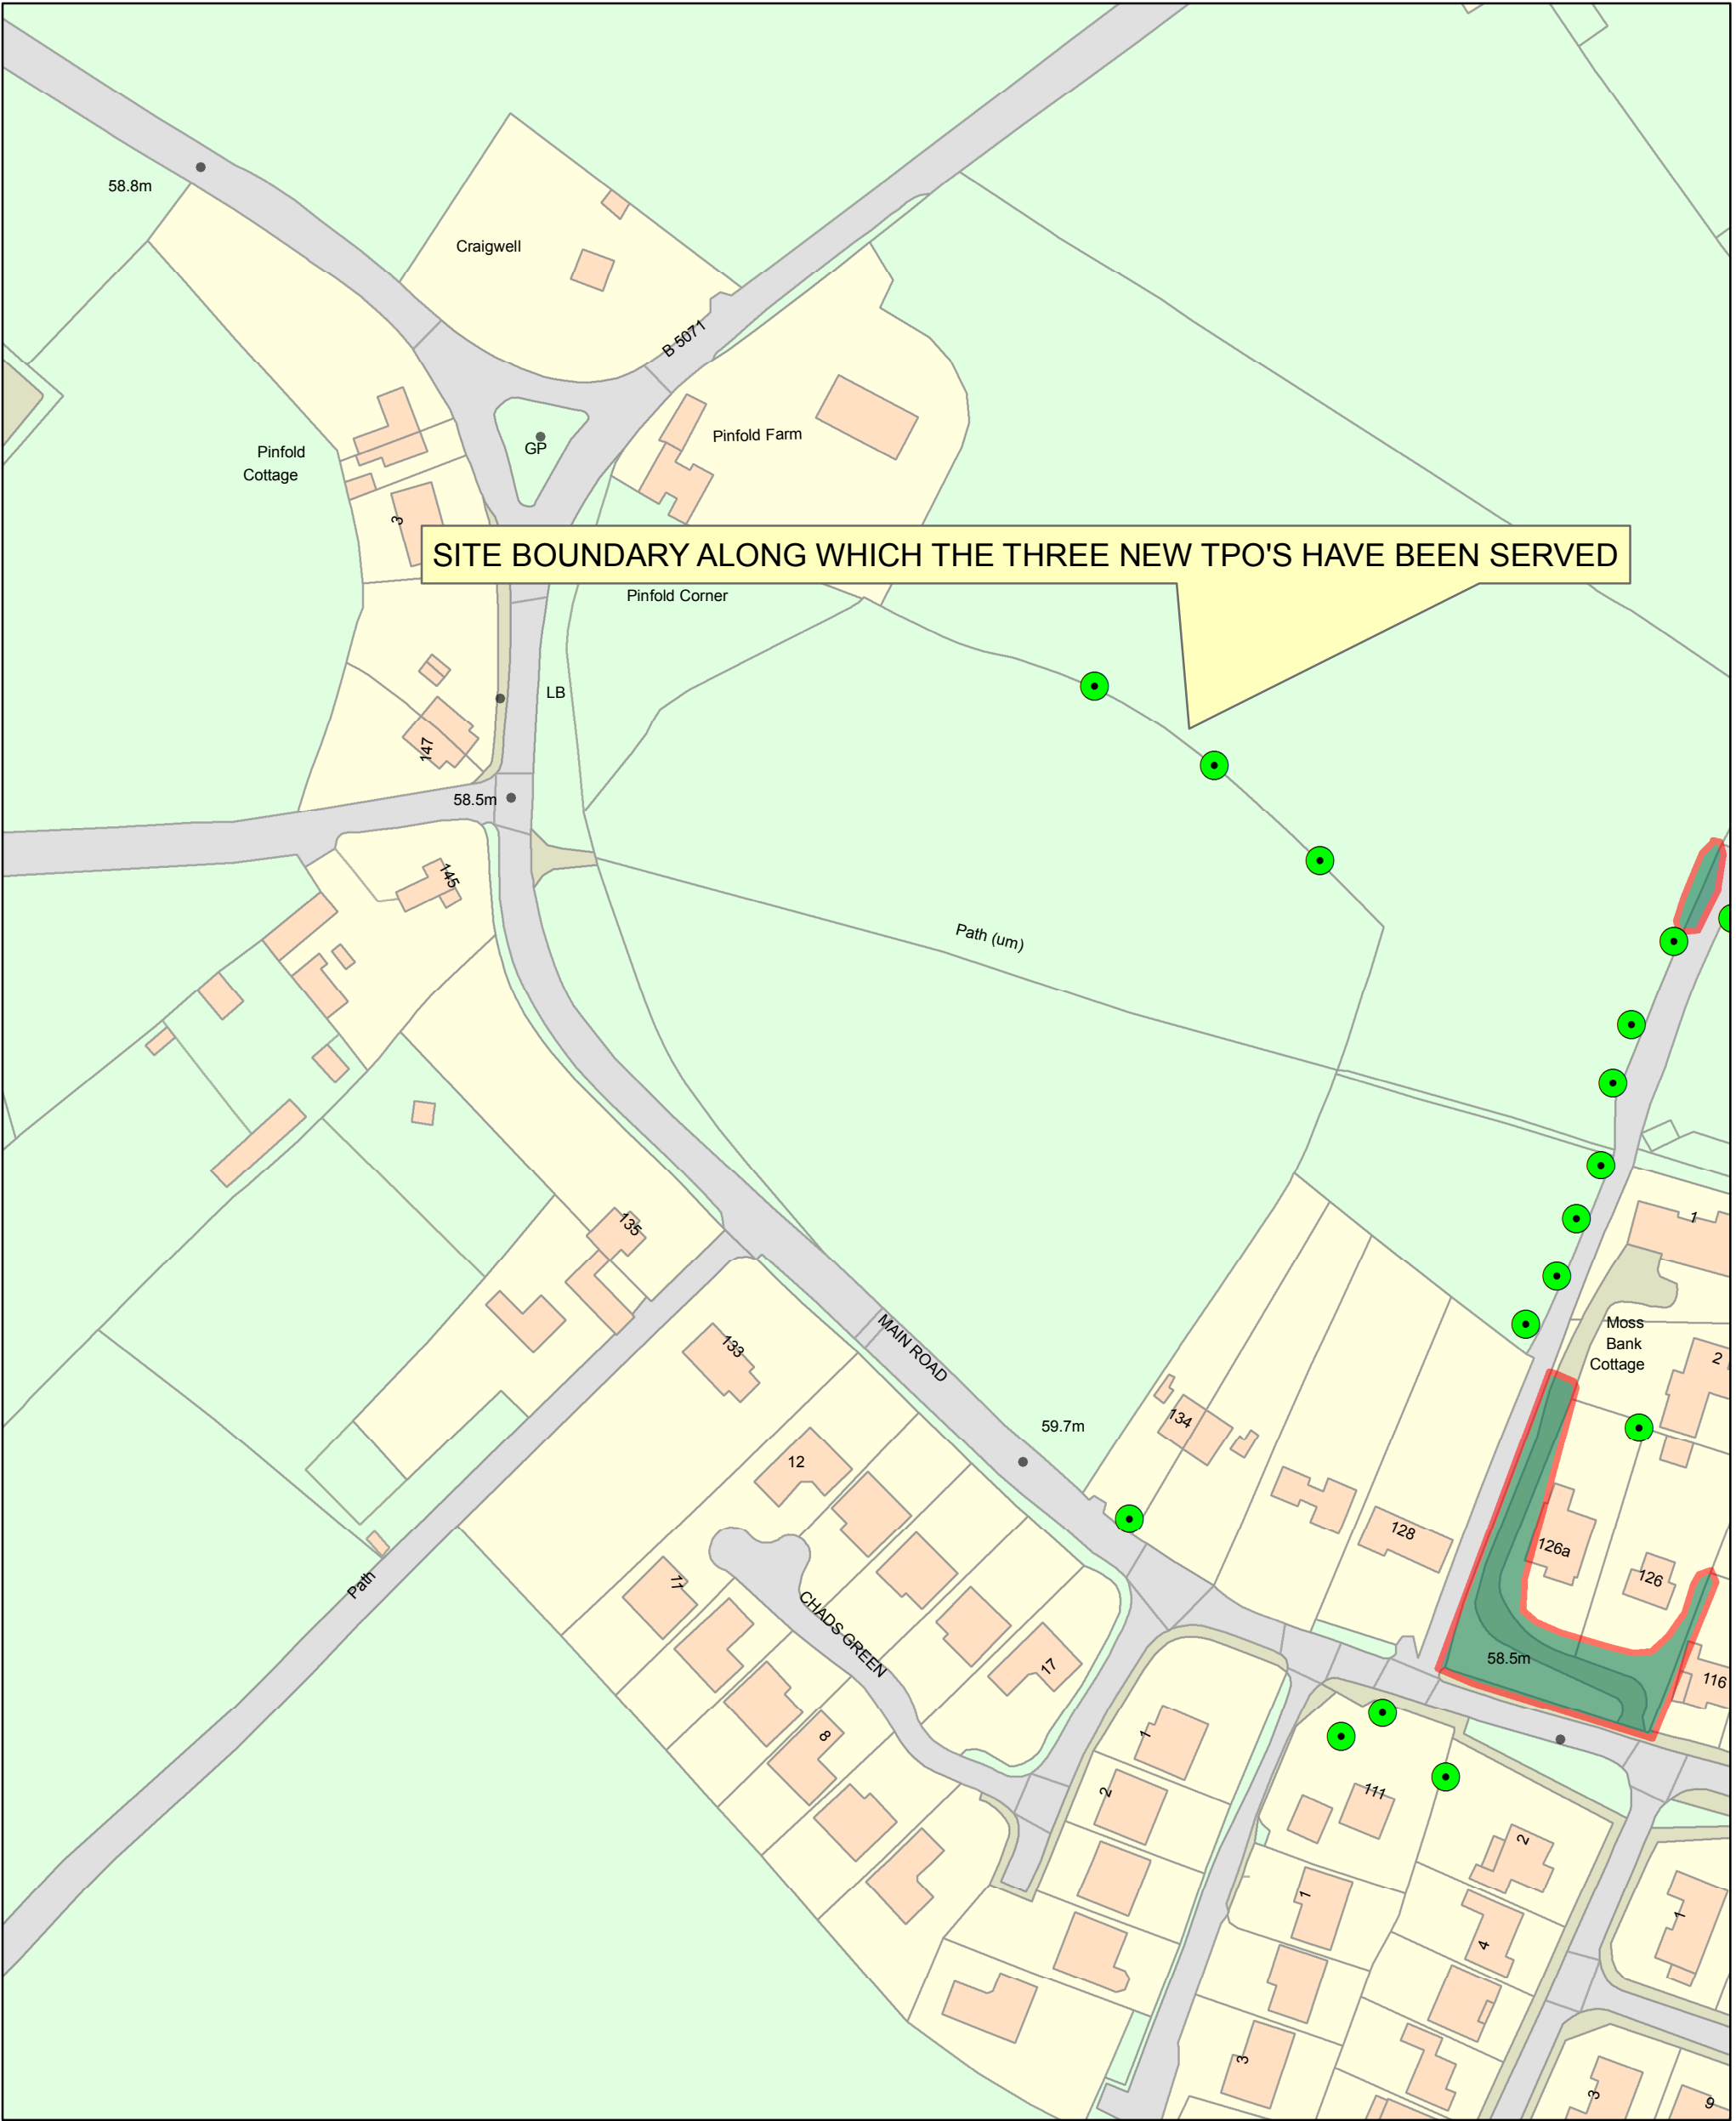 58.8m
Craigwell
B 5071
Pinfold Farm
GP
Pinfold
Cottage
3
SITE BOUNDARY ALONG WHICH THE THREE NEW TPO'S HAVE BEEN SERVED
Pinfold Corner
LB
147
58.5m
145
Path (um)
135
1
MAIN ROAD
Moss
Bank
Cottage
133
2
134
59.7m
12
128
126a
126
11
Path
CHADS GREEN
17
58.5m
116
8
1
2
111
2
1
4
1
3
3
9